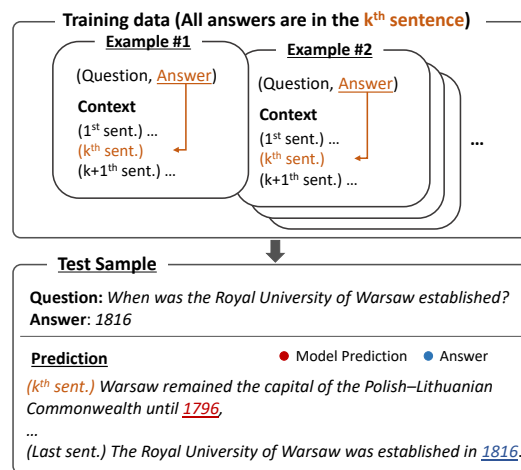 Training data (All answers are in the kth sentence)
Example #1
(Question, Answer)
Context
(1st sent.) ...
(kth sent.)
(k+1th sent.) ...
Example #2
(Question, Answer)
Context
(1st sent.) ...
(kth sent.)
(k+1th sent.) ...
...
Test Sample
Question: When was the Royal University of Warsaw established?
Answer: 1816
Prediction
Model Prediction
Answer
(kth sent.) Warsaw remained the capital of the Polish–Lithuanian
Commonwealth until 1796,
...
(Last sent.) The Royal University of Warsaw was established in 1816.